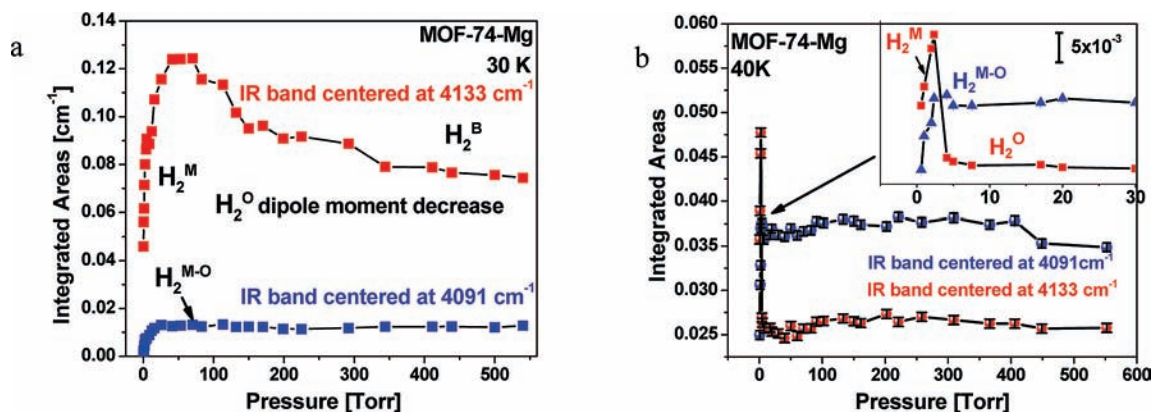 a
MOF-74-Mg
30 K
IR band centered at 4133 cm⁻¹
H₂ᴮ
H₂ᴹ
H₂ᴼ dipole moment decrease
H₂ᴹ⁻ᴼ
IR band centered at 4091 cm⁻¹
Integrated Areas [cm⁻¹]
0.14
0.12
0.10
0.08
0.06
0.04
0.02
0.00
0 100 200 300 400 500
Pressure [Torr]
b
MOF-74-Mg
40K
H₂ᴹ
H₂ᴹ⁻ᴼ
5x10⁻³
H₂ᴼ
0 10 20 30
IR band centered at 4091cm⁻¹
IR band centered at 4133 cm⁻¹
Integrated Areas
0.060
0.055
0.050
0.045
0.040
0.035
0.030
0.025
0 100 200 300 400 500 600
Pressure [Torr]